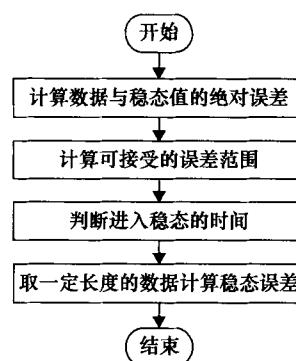 开始
计算数据与稳态值的绝对误差
计算可接受的误差范围
判断进入稳态的时间
取一定长度的数据计算稳态误差
结束